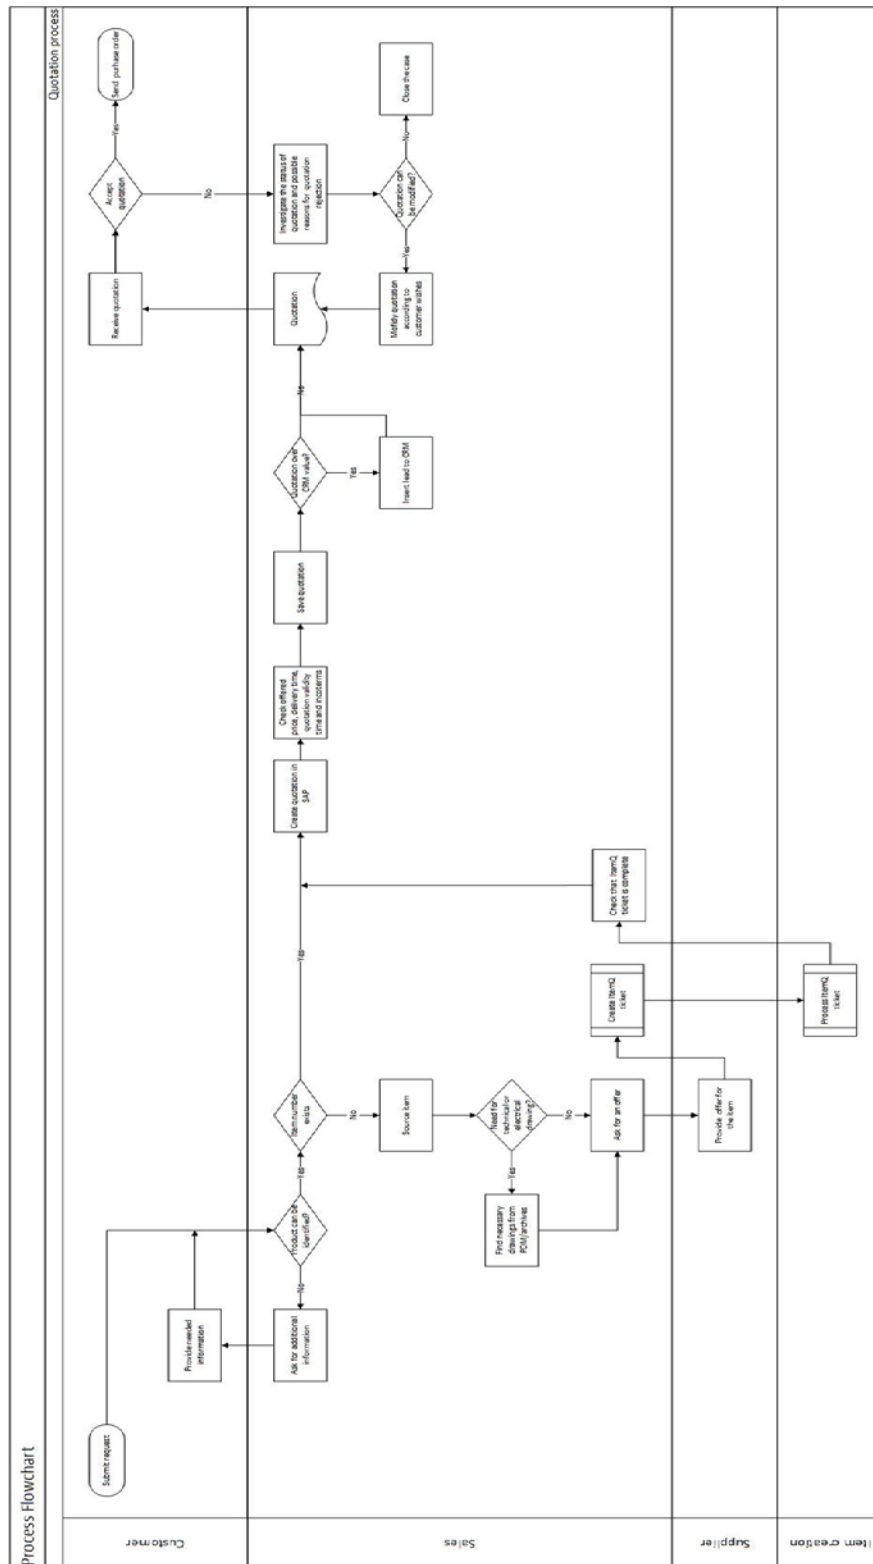 Process Flowchart
Quotation process
Customer
Submit request
Provide needed
information
Receive quotation
Accept
quotation
Yes
Send purhase order
No
Sales
Ask for additional
information
No
Product can be
identified?
Yes
Item number
exists
Yes
No
Source item
Need for
technical or
electrical
drawing?
Yes
No
Find necessary
drawings from
PDM/archives
Ask for an offer
Create ItemQ
ticket
Check that ItemQ
ticket is complete
Create quotation in
SAP
Check offered
price, delivery time,
quotation validity
time and incoterms
Save quotation
Quotation over
CRM value?
No
Yes
Insert lead to CRM
Quotation
Mofidy quotation
according to
customer wishes
Yes
Investigate the status of
quotation and possible
reasons for quotation
rejection
Quotation can
be modified?
No
Close the case
Supplier
Provide offer for
the item
Item creation
Process ItemQ
ticket